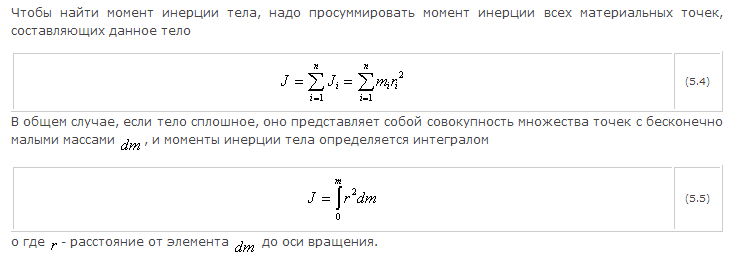 Чтобы найти момент инерции тела, надо просуммировать момент инерции всех материальных точек,
составляющих данное тело
J = \sum_{i=1}^{n} J_i = \sum_{i=1}^{n} m_i r_i^2 (5.4)
В общем случае, если тело сплошное, оно представляет собой совокупность множества точек с бесконечно
малыми массами dm , и моменты инерции тела определяется интегралом
J = \int_{0}^{m} r^2 dm (5.5)
о где r - расстояние от элемента dm до оси вращения.